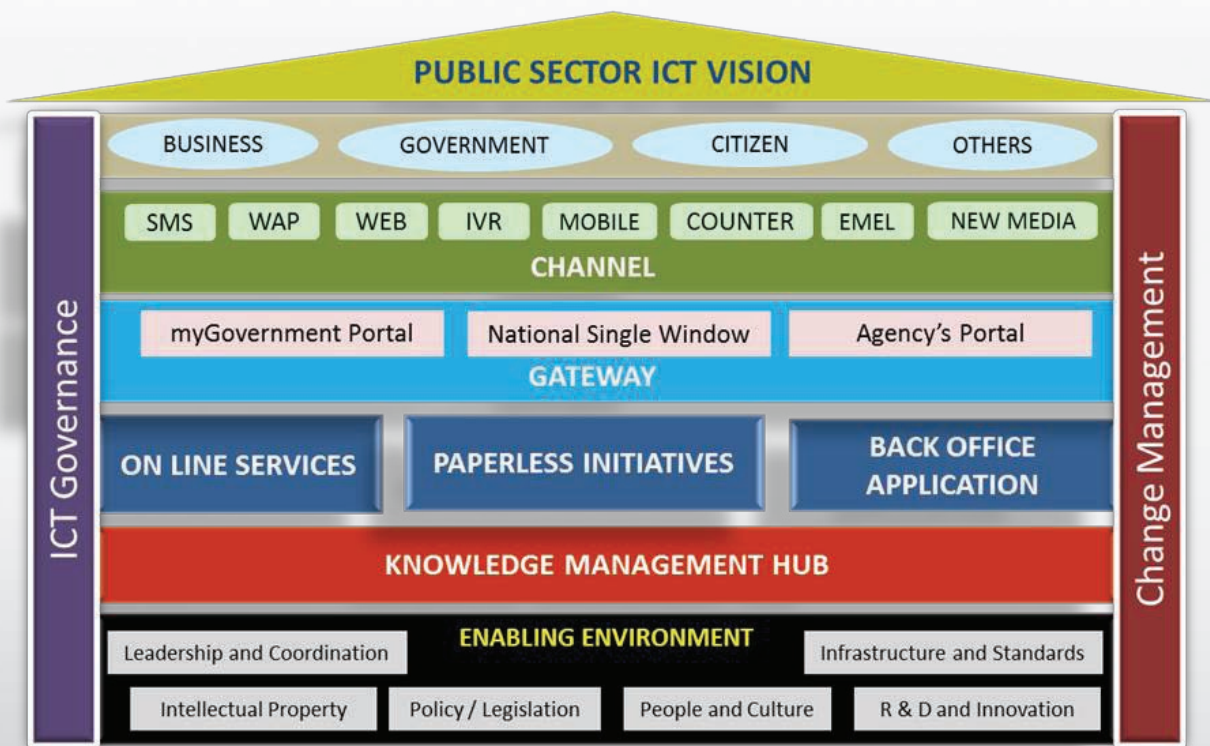 PUBLIC SECTOR ICT VISION
ICT Governance
BUSINESS GOVERNMENT CITIZEN OTHERS
SMS WAP WEB IVR MOBILE COUNTER EMEL NEW MEDIA
CHANNEL
myGovernment Portal National Single Window Agency’s Portal
GATEWAY
ON LINE SERVICES PAPERLESS INITIATIVES BACK OFFICE
APPLICATION
KNOWLEDGE MANAGEMENT HUB
ENABLING ENVIRONMENT
Leadership and Coordination Infrastructure and Standards
Intellectual Property Policy / Legislation People and Culture R & D and Innovation
Change Management